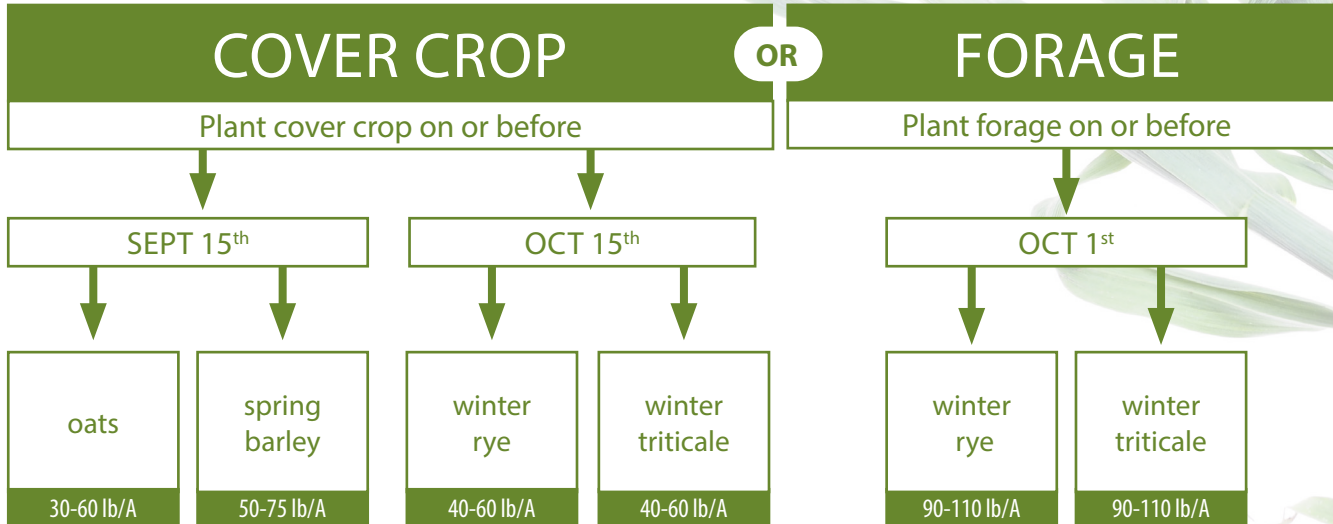 COVER CROP
OR
FORAGE
Plant cover crop on or before
Plant forage on or before
SEPT 15th
OCT 15th
OCT 1st
oats
spring
barley
winter
rye
winter
triticale
winter
rye
winter
triticale
30-60 lb/A
50-75 lb/A
40-60 lb/A
40-60 lb/A
90-110 lb/A
90-110 lb/A